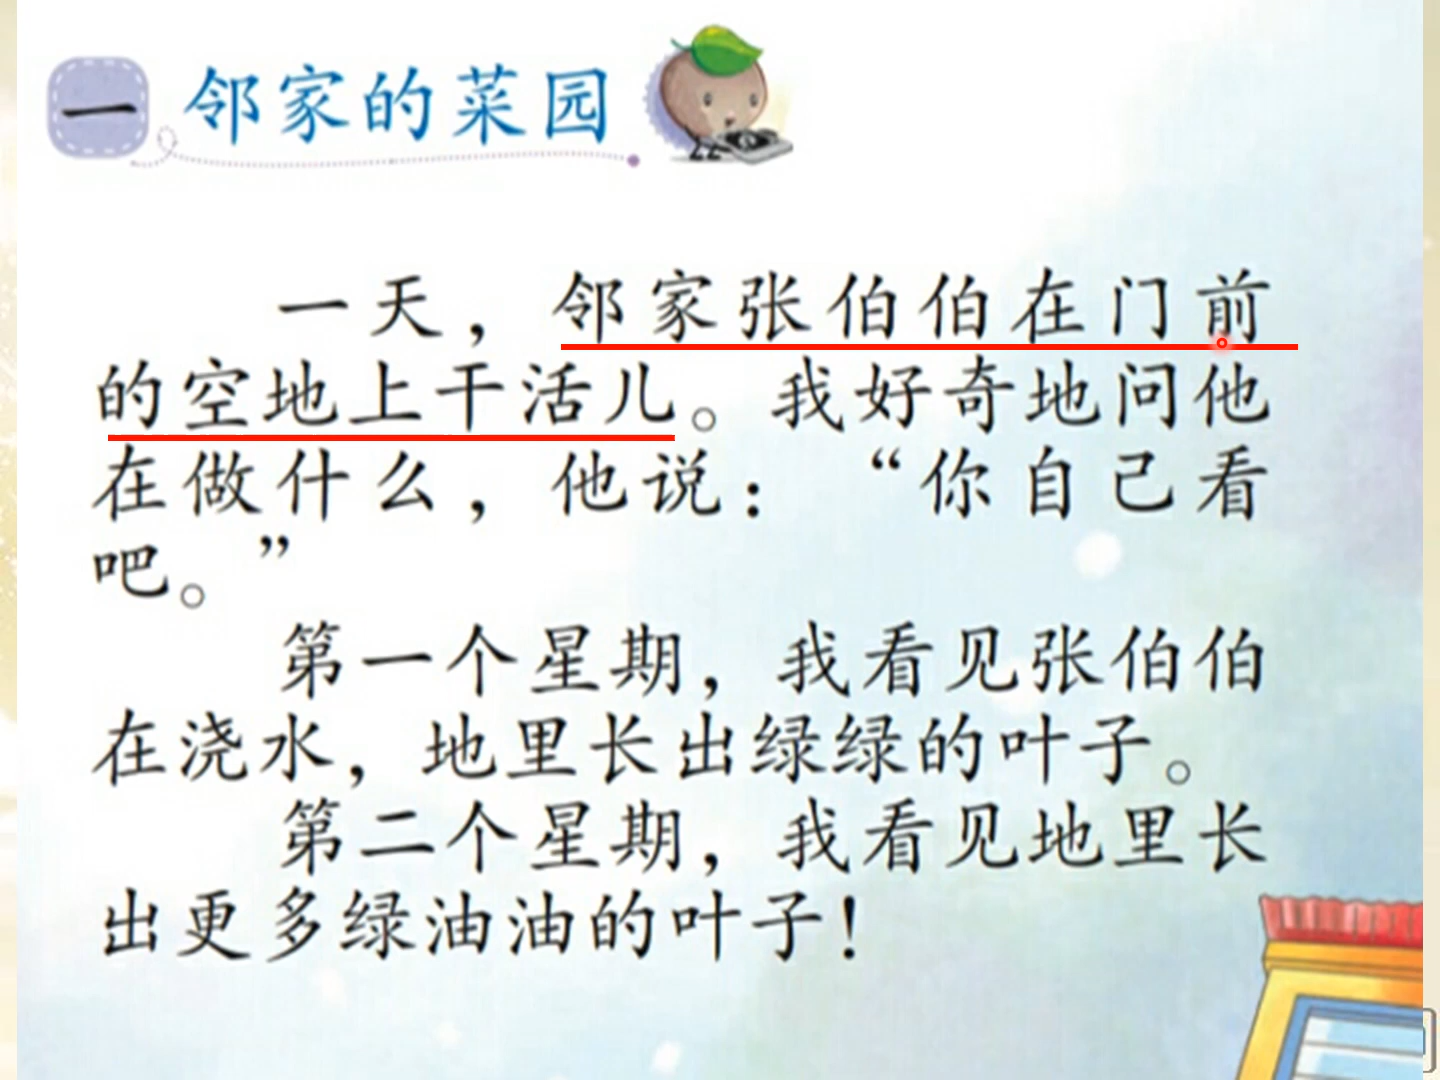 一 邻家的菜园
一天，邻家张伯伯在门前
的空地上干活儿。我好奇地问他
在做什么，他说：“你自己看
吧。”
第一个星期，我看见张伯伯
在浇水，地里长出绿绿的叶子。
第二个星期，我看见地里长
出更多绿油油的叶子！